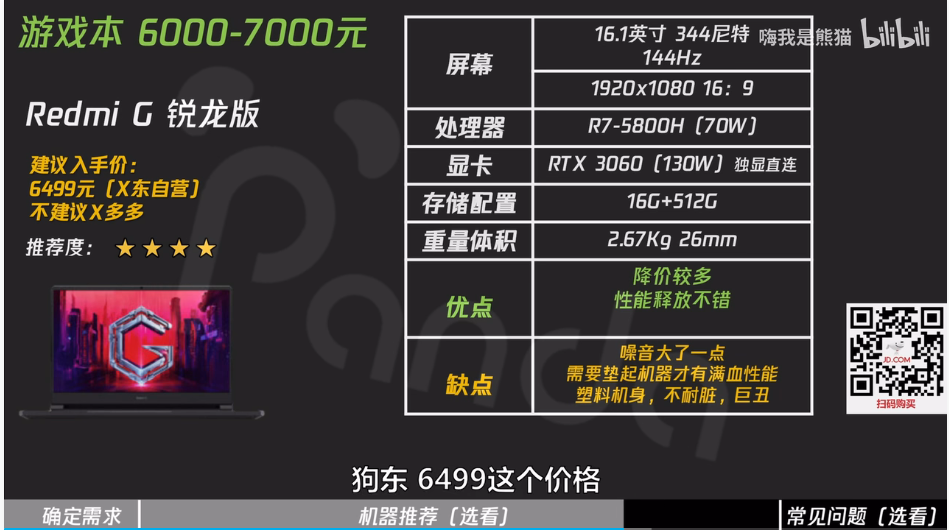 游戏本 6000-7000元
嗨我是熊猫 bilibili
Redmi G 锐龙版
建议入手价：
6499元（X东自营）
不建议X多多
推荐度：★★★★
屏幕
16.1英寸 344尼特
144Hz
1920x1080 16：9
处理器
R7-5800H（70W）
显卡
RTX 3060（130W）独显直连
存储配置
16G+512G
重量体积
2.67Kg 26mm
优点
降价较多
性能释放不错
缺点
噪音大了一点
需要垫起机器才有满血性能
塑料机身，不耐脏，巨丑
Panda
JD.COM
扫码购买
狗东 6499这个价格
确定需求
机器推荐（选看）
常见问题（选看）